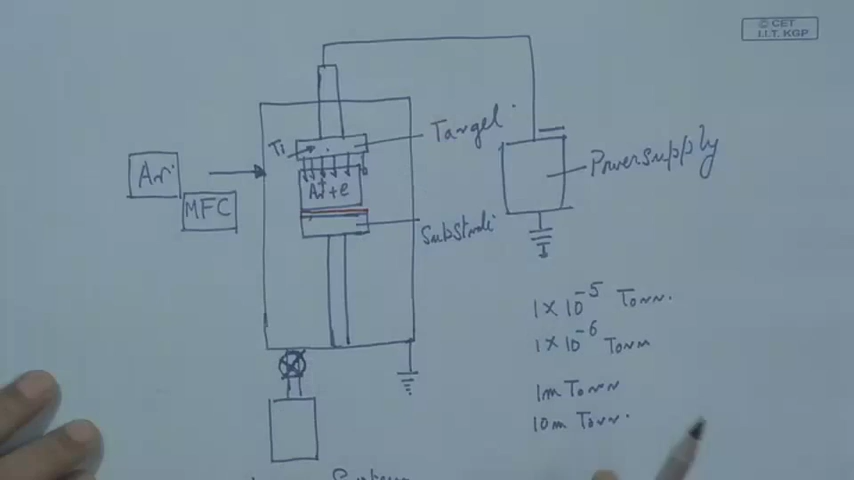 © CET
I.I.T. KGP
Ti
Target
Ar
MFC
Ar+ + e
Power supply
Substrate
1 × 10⁻⁵ Torr.
1 × 10⁻⁶ Torr
1m Torr
10m Torr.